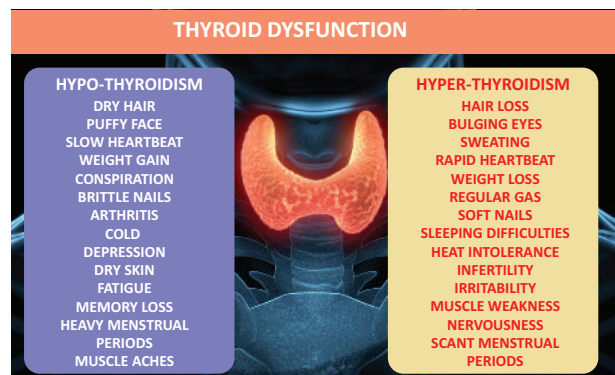 THYROID DYSFUNCTION
HYPO-THYROIDISM
DRY HAIR
PUFFY FACE
SLOW HEARTBEAT
WEIGHT GAIN
CONSPIRATION
BRITTLE NAILS
ARTHRITIS
COLD
DEPRESSION
DRY SKIN
FATIGUE
MEMORY LOSS
HEAVY MENSTRUAL
PERIODS
MUSCLE ACHES
HYPER-THYROIDISM
HAIR LOSS
BULGING EYES
SWEATING
RAPID HEARTBEAT
WEIGHT LOSS
REGULAR GAS
SOFT NAILS
SLEEPING DIFFICULTIES
HEAT INTOLERANCE
INFERTILITY
IRRITABILITY
MUSCLE WEAKNESS
NERVOUSNESS
SCANT MENSTRUAL
PERIODS